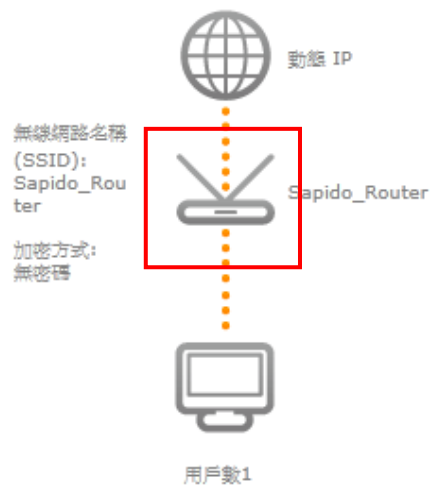 動態 IP
無線網路名稱
(SSID):
Sapido_Rou
ter
Sapido_Router
加密方式:
無密碼
用戶數1